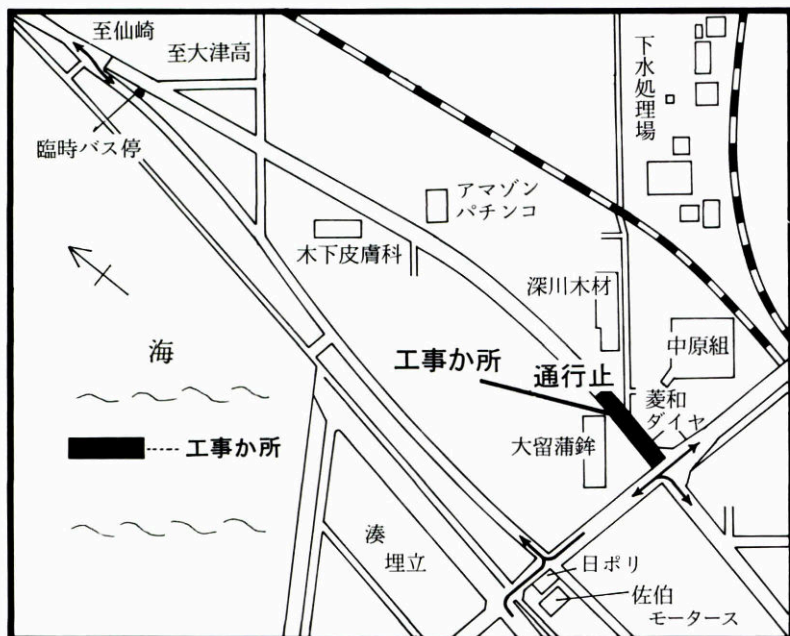 至仙崎
至大津高
臨時バス停
下水処理場
アマゾン
パチンコ
木下皮膚科
深川木材
海
工事か所
通行止
中原組
菱和
ダイヤ
大留蒲鉾
工事か所
湊
埋立
日ポリ
佐伯
モータース